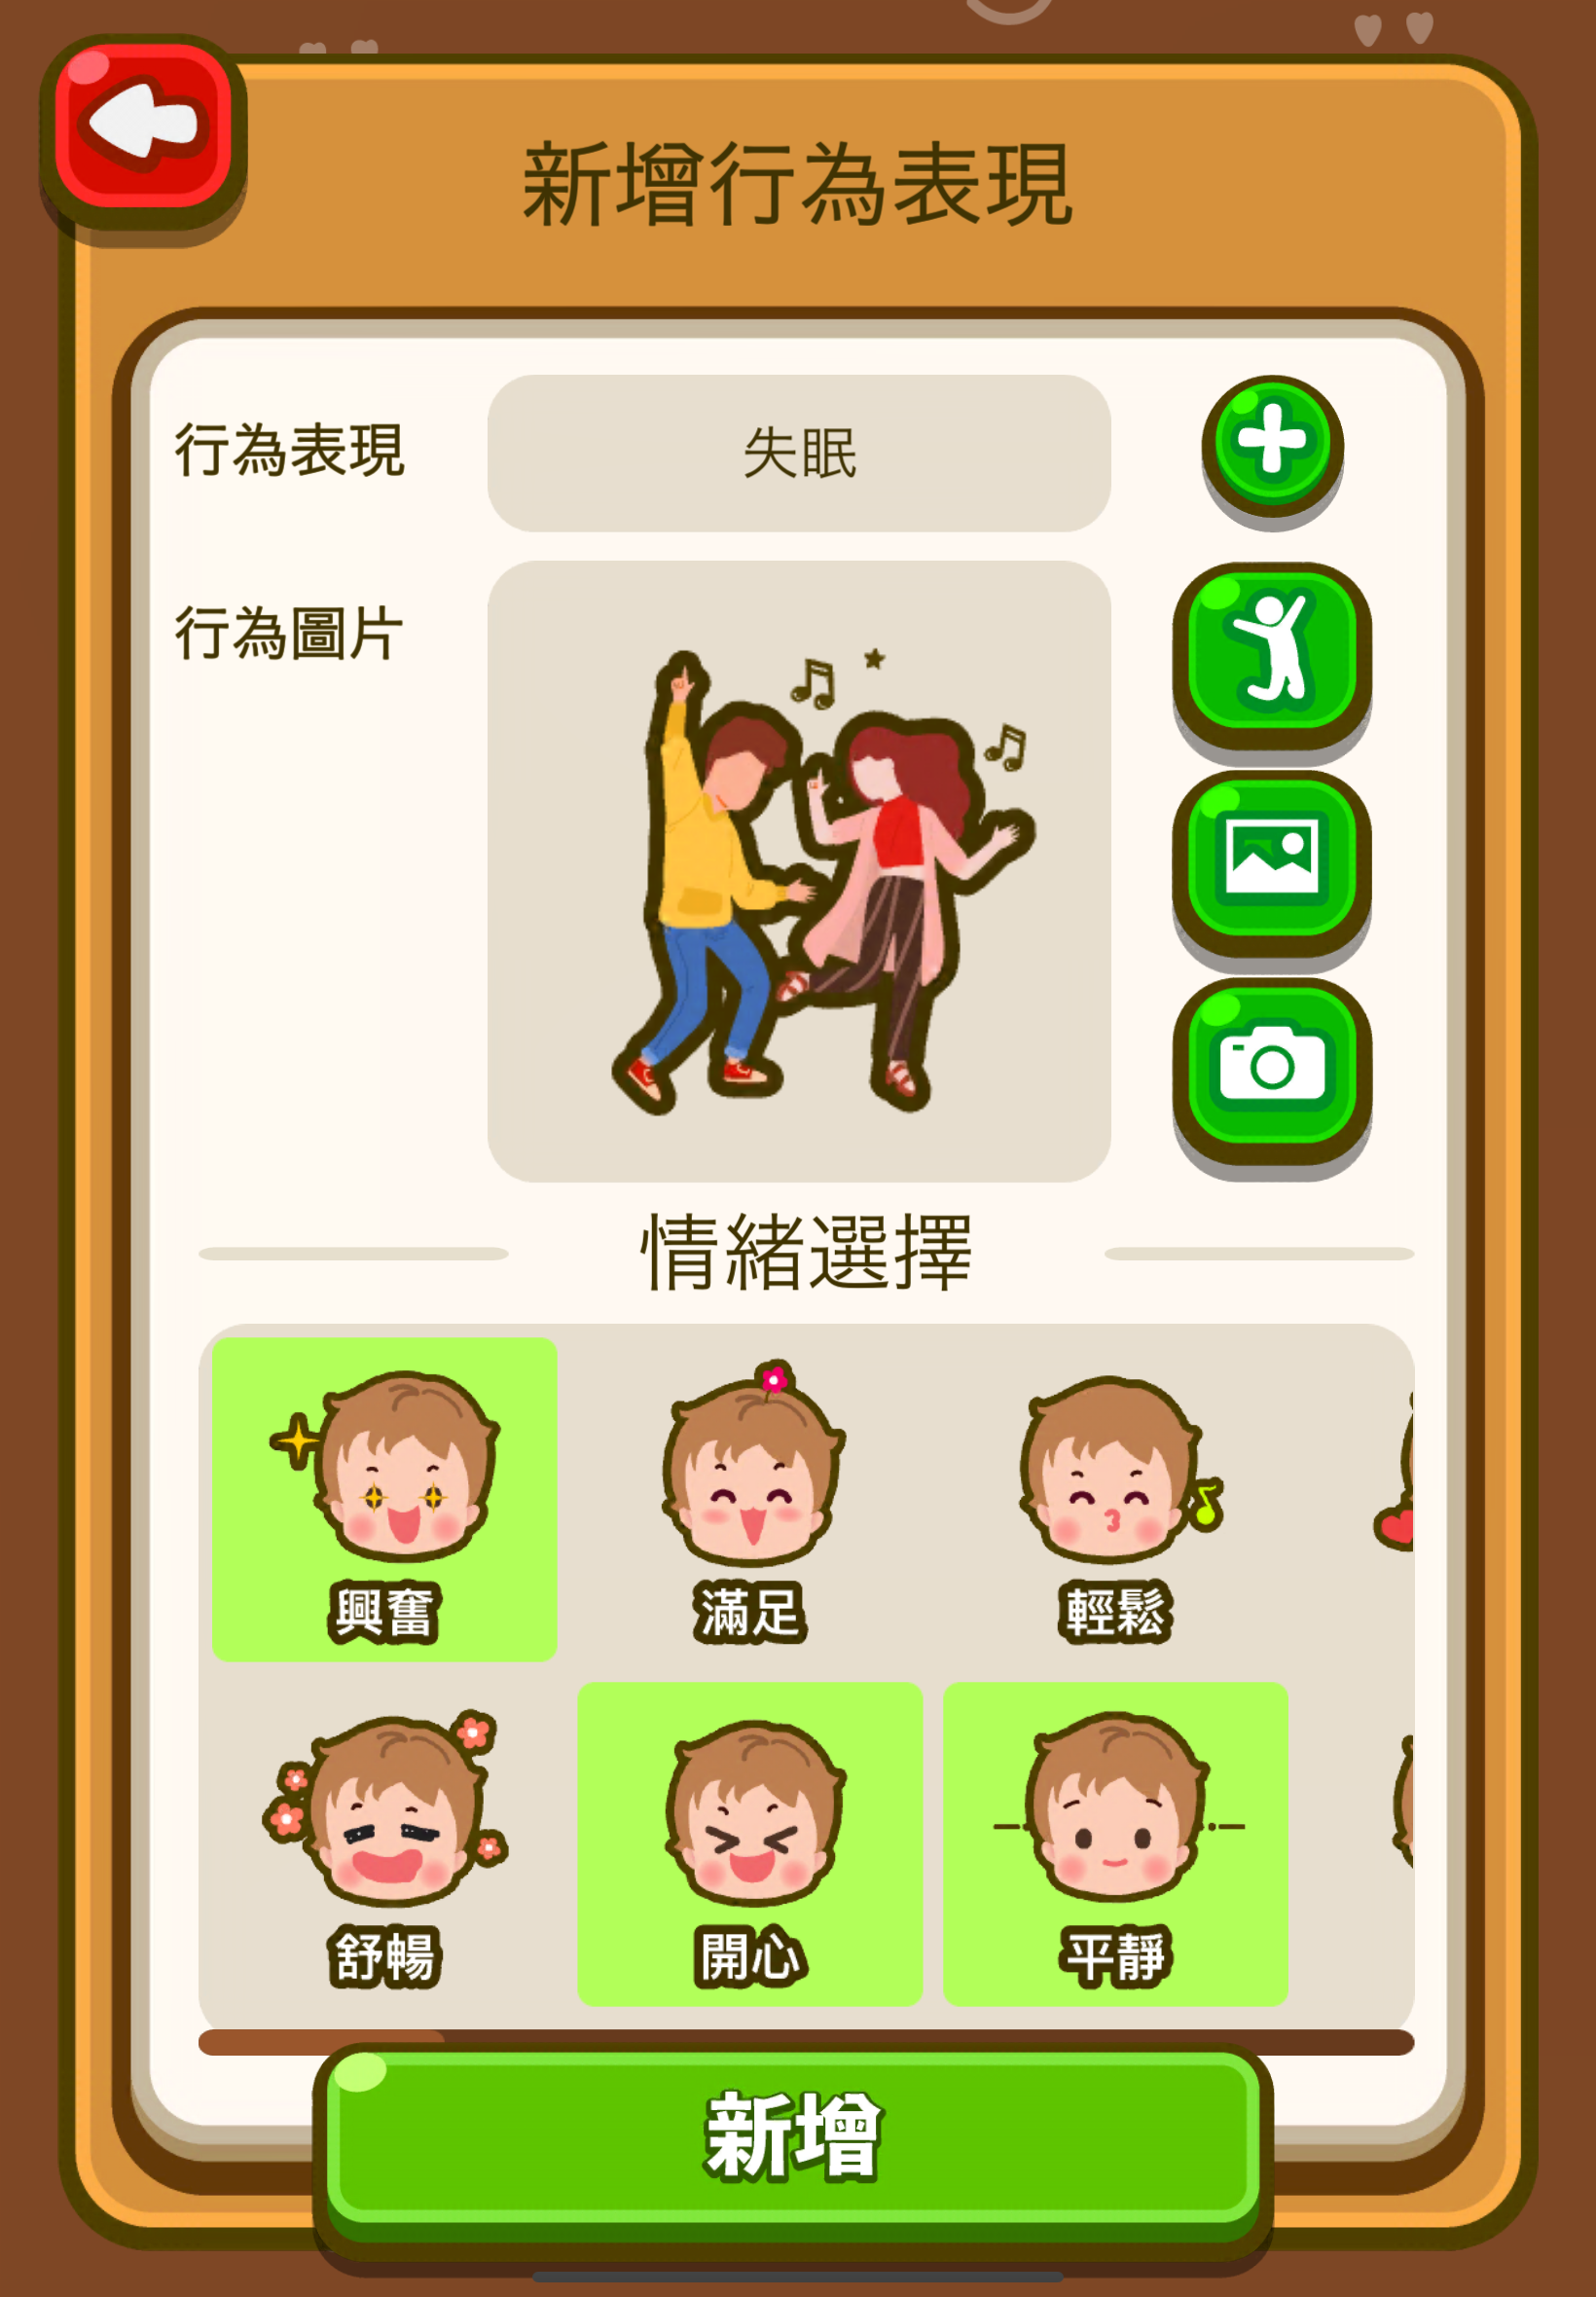 新增行為表現
行為表現
失眠
行為圖片
情緒選擇
興奮
滿足
輕鬆
舒暢
開心
平靜
新增